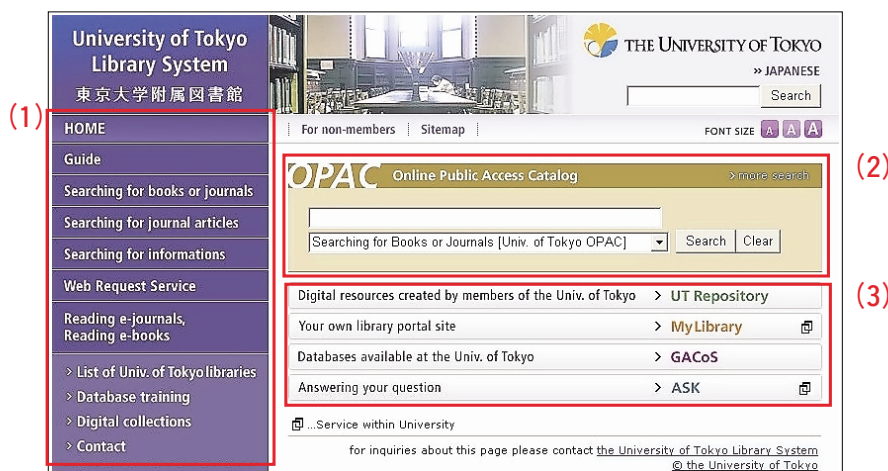 University of Tokyo
Library System
東京大学附属図書館
THE UNIVERSITY OF TOKYO
» JAPANESE
Search
(1)
HOME
Guide
Searching for books or journals
Searching for journal articles
Searching for informations
Web Request Service
Reading e-journals,
Reading e-books
> List of Univ. of Tokyo libraries
> Database training
> Digital collections
> Contact
For non-members | Sitemap |
FONT SIZE A A A
(2)
OPAC Online Public Access Catalog >more search
Searching for Books or Journals [Univ. of Tokyo OPAC] Search Clear
(3)
Digital resources created by members of the Univ. of Tokyo > UT Repository
Your own library portal site > MyLibrary
Databases available at the Univ. of Tokyo > GACoS
Answering your question > ASK
...Service within University
for inquiries about this page please contact the University of Tokyo Library System
© the University of Tokyo